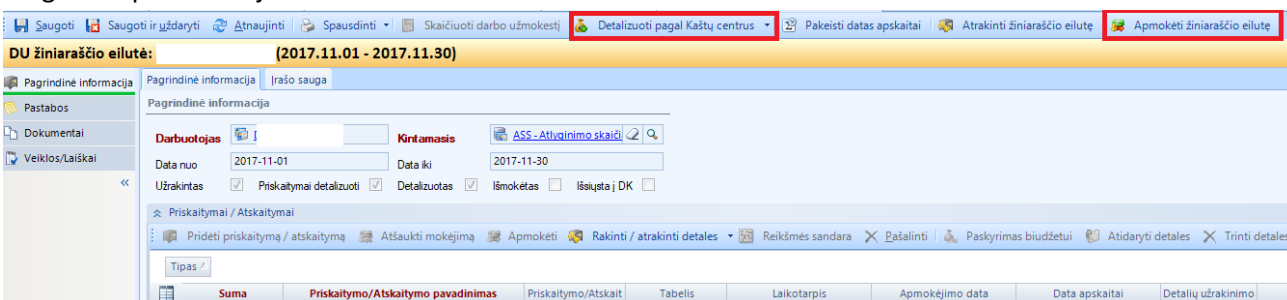 Saugoti Saugoti ir uždaryti Atnaujinti Spausdinti Skaičiuoti darbo užmokestį Detalizuoti pagal Kaštų centrus Pakeisti datas apskaitai Atrakinti žiniaraščio eilutę Apmokėti žiniaraščio eilutę
DU žiniaraščio eilutė: (2017.11.01 - 2017.11.30)
Pagrindinė informacija Pagrindinė informacija Įrašo sauga
Pastabos Pagrindinė informacija
Dokumentai Darbuotojas Kintamasis ASS - Atlyginimo skaiči
Veiklos/Laiškai Data nuo 2017-11-01 Data iki 2017-11-30
« Užrakintas Priskaitymai detalizuoti Detalizuotas Išmokėtas Išsiųsta į DK
Priskaitymai / Atskaitymai
Pridėti priskaitymą / atskaitymą Atšaukti mokėjimą Apmokėti Rakinti / atrakinti detales Reikšmės sandara Pašalinti Paskyrimas biudžetui Atidaryti detales Trinti detales
Tipas
Suma Priskaitymo/Atskaitymo pavadinimas Priskaitymo/Atskait Tabelis Laikotarpis Apmokėjimo data Data apskaitai Detalių užrakinimo